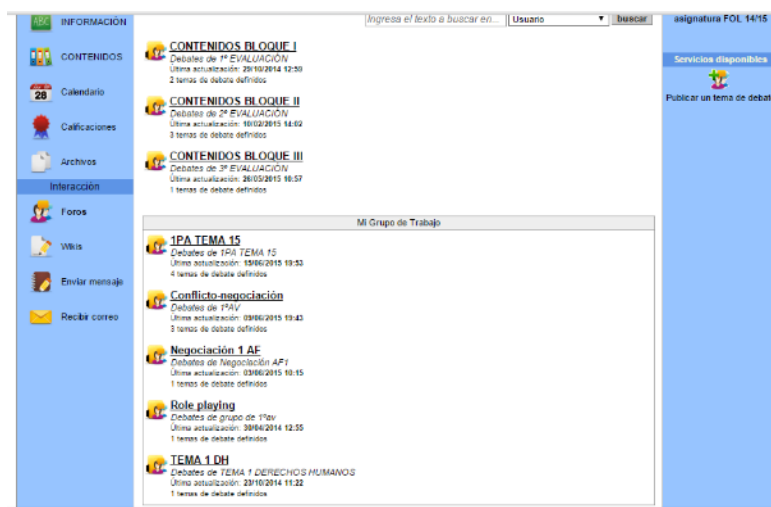 ABC INFORMACIÓN
CONTENIDOS
28 Calendario
Calificaciones
Archivos
Interacción
Foros
Wikis
Enviar mensaje
Recibir correo
Ingresa el texto a buscar en... Usuario buscar
CONTENIDOS BLOQUE I
Debates de 1ª EVALUACIÓN
Última actualización: 29/10/2014 12:59
2 temas de debate definidos
CONTENIDOS BLOQUE II
Debates de 2ª EVALUACIÓN
Última actualización: 10/02/2015 14:02
3 temas de debate definidos
CONTENIDOS BLOQUE III
Debates de 3ª EVALUACIÓN
Última actualización: 26/05/2015 10:57
1 temas de debate definidos
Mi Grupo de Trabajo
1PA TEMA 15
Debates de 1PA TEMA 15
Última actualización: 15/06/2015 19:53
4 temas de debate definidos
Conflicto-negociación
Debates de 1ªAV
Última actualización: 09/06/2015 19:43
3 temas de debate definidos
Negociación 1 AF
Debates de Negociación AF1
Última actualización: 03/06/2015 10:15
1 temas de debate definidos
Role playing
Debates de grupo de 1ªav
Última actualización: 30/04/2014 12:55
1 temas de debate definidos
TEMA 1 DH
Debates de TEMA 1 DERECHOS HUMANOS
Última actualización: 23/10/2014 11:22
1 temas de debate definidos
asignatura FOL 14/15
Servicios disponibles
Publicar un tema de debat